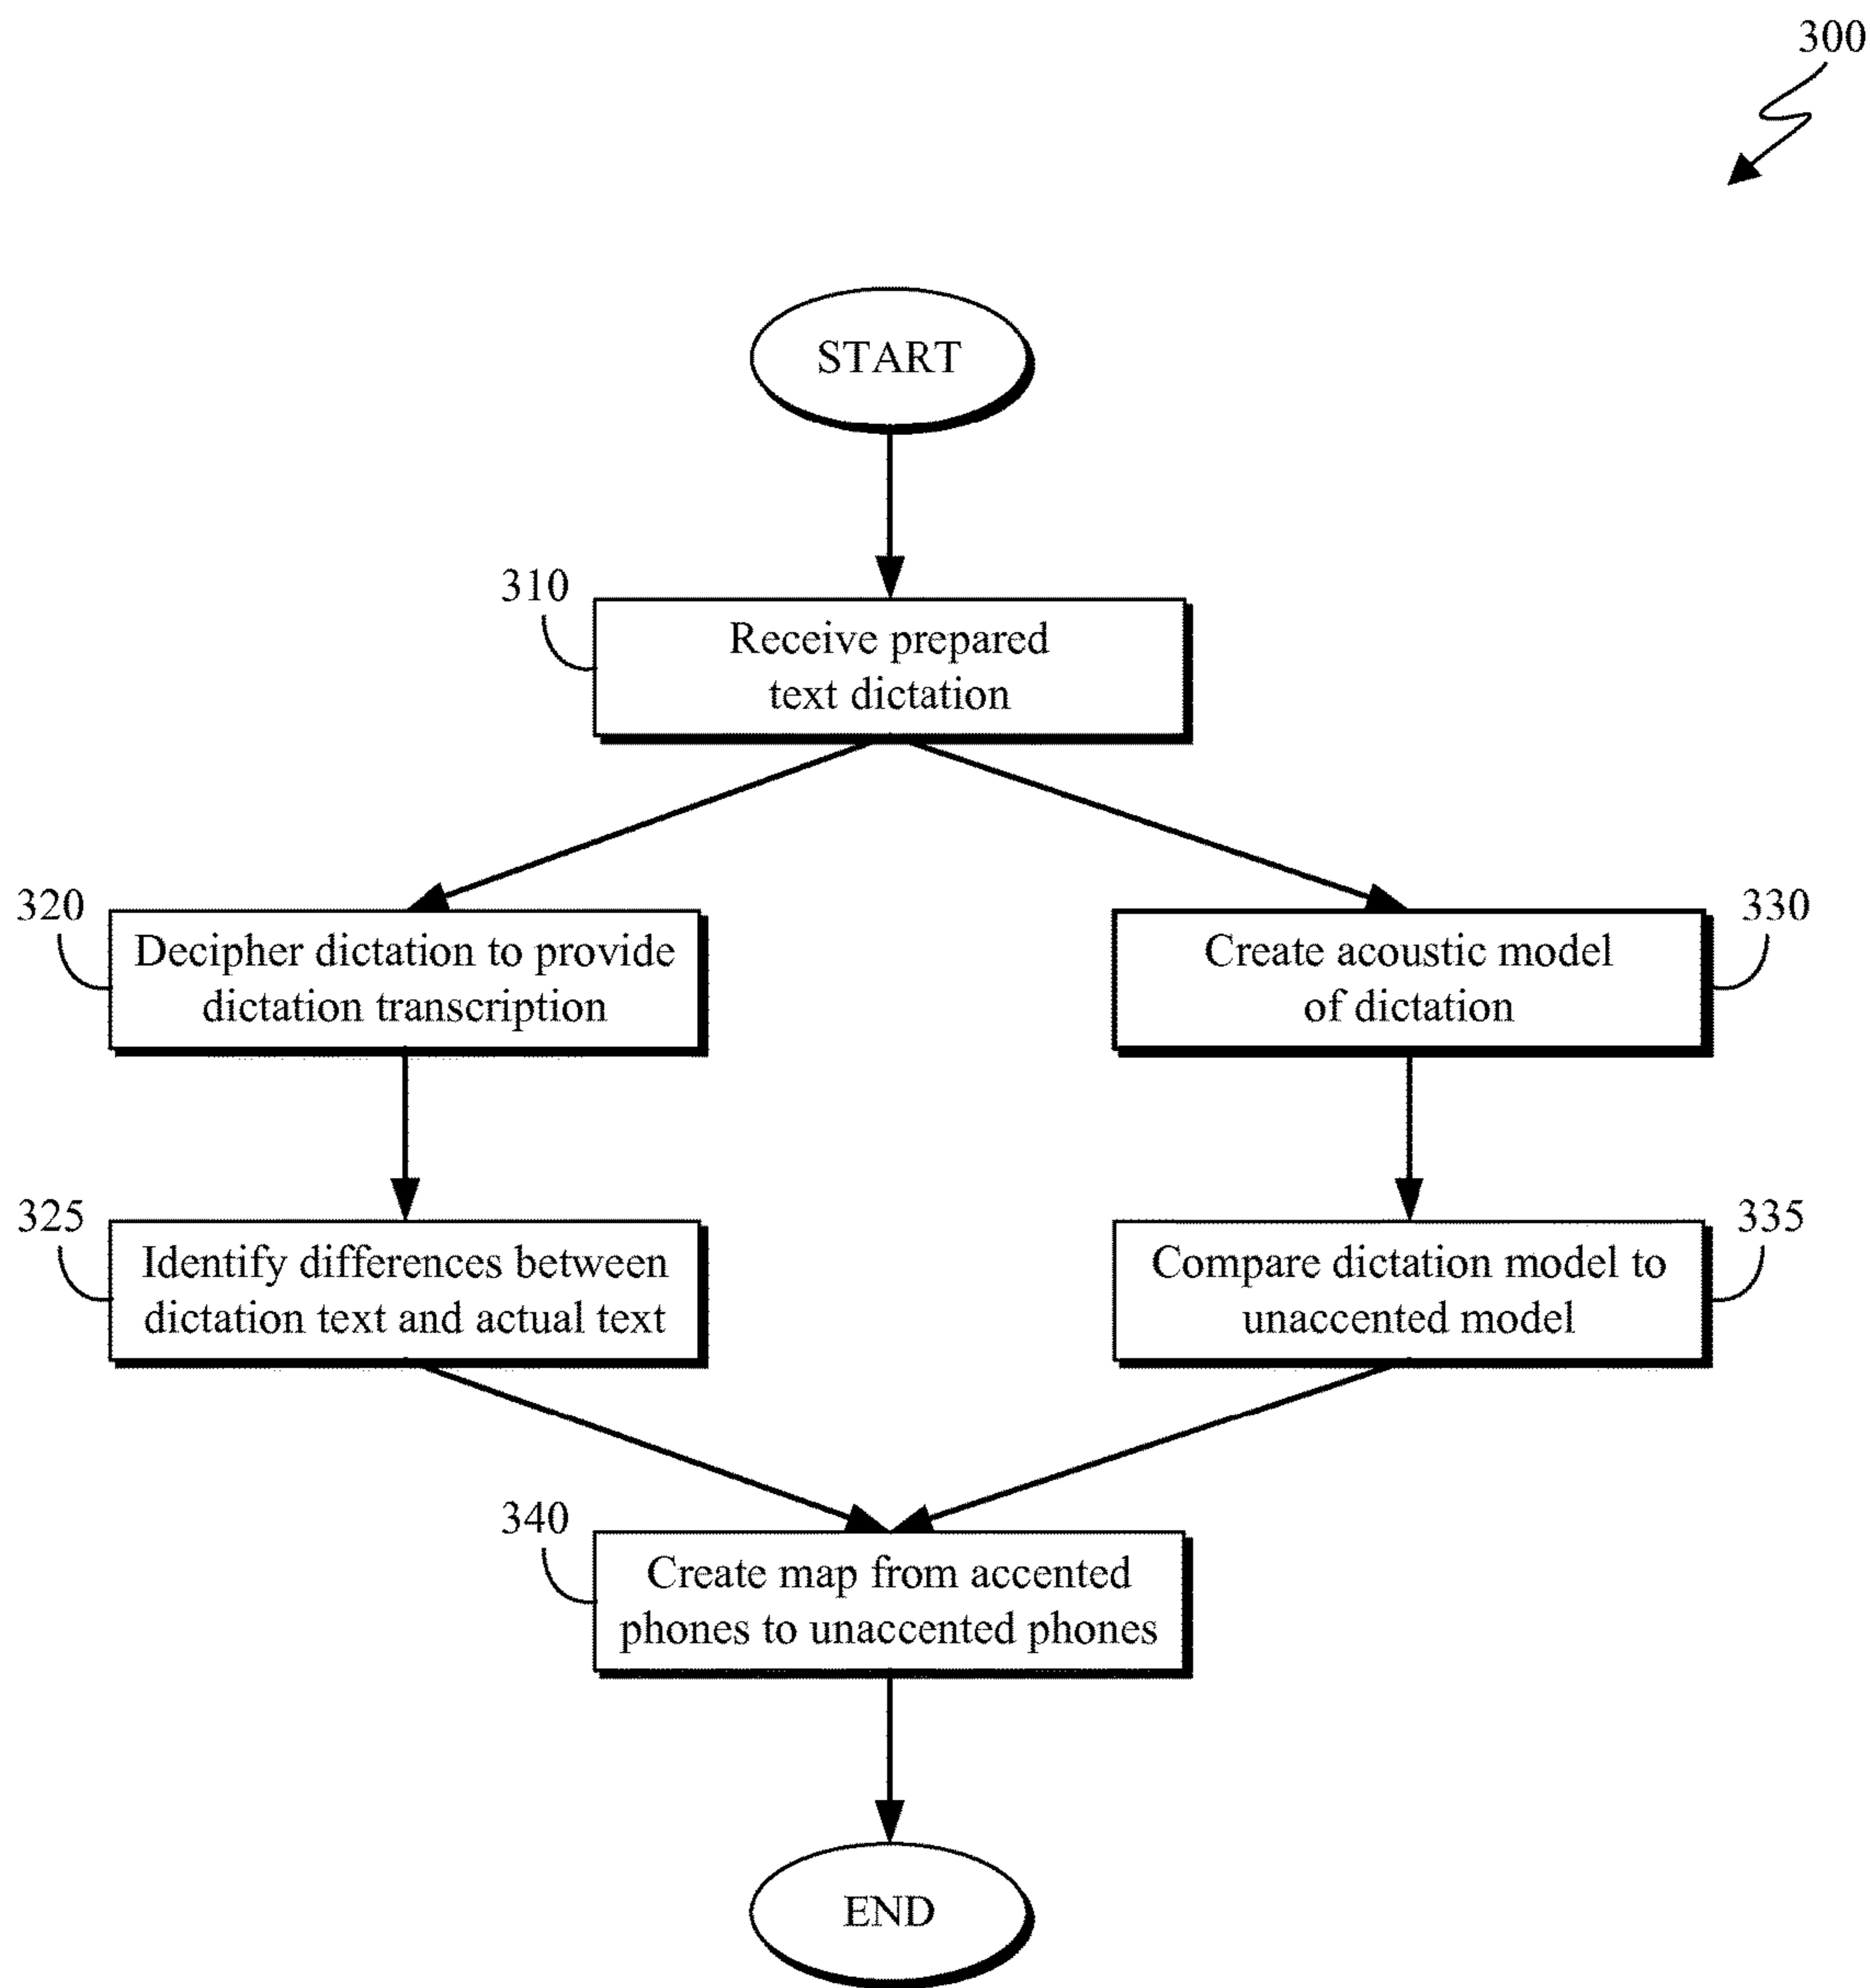 300
START
310
Receive prepared
text dictation
320
Decipher dictation to provide
dictation transcription
330
Create acoustic model
of dictation
325
Identify differences between
dictation text and actual text
335
Compare dictation model to
unaccented model
340
Create map from accented
phones to unaccented phones
END